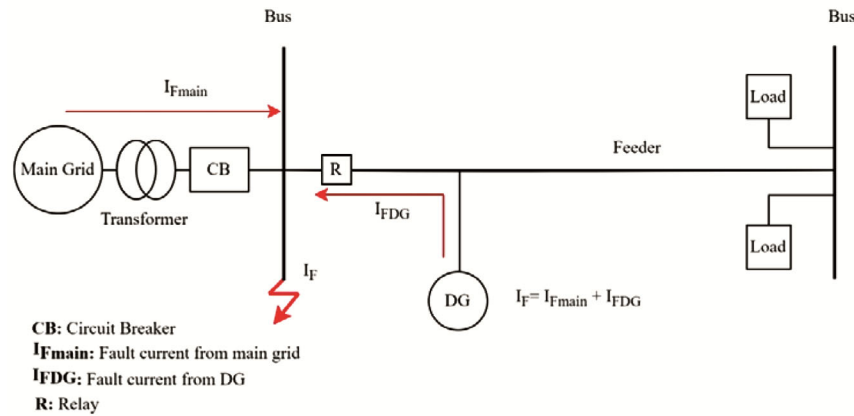 Bus
Bus
IFmain
Load
Main Grid
CB
R
Feeder
Transformer
IFDG
Load
IF
DG
IF= IFmain + IFDG
CB: Circuit Breaker
IFmain: Fault current from main grid
IFDG: Fault current from DG
R: Relay